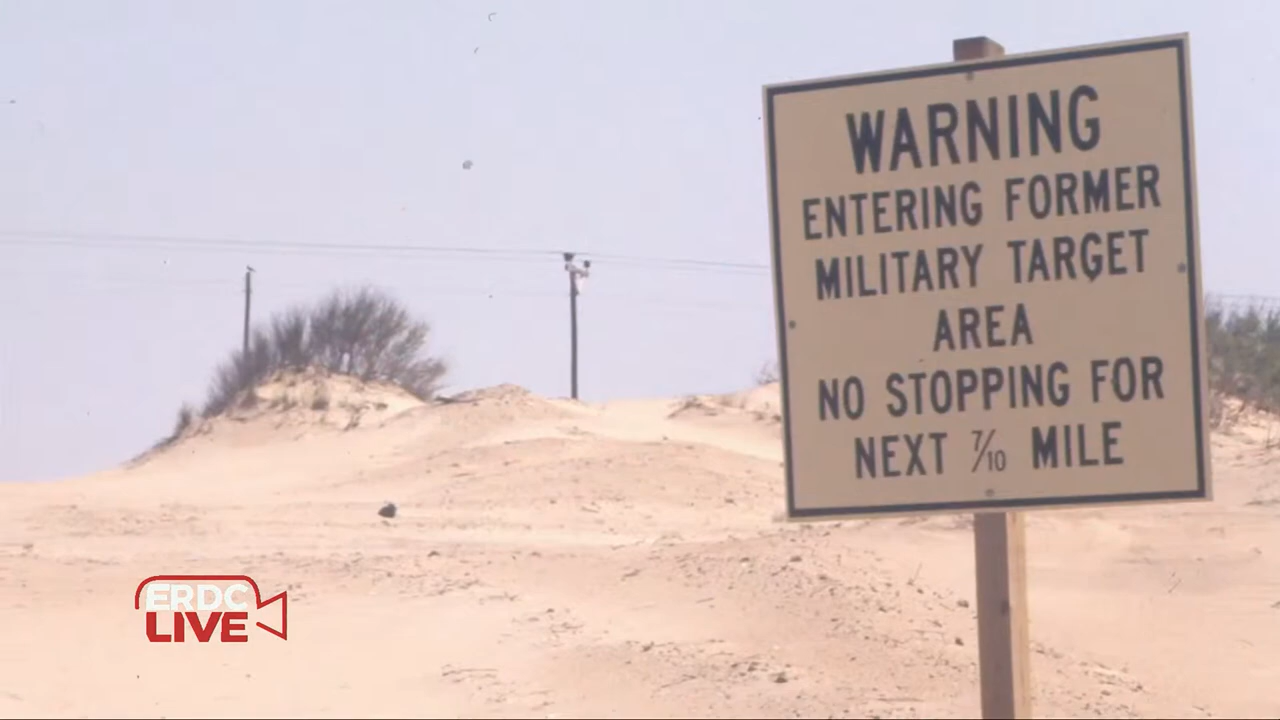 WARNING
ENTERING FORMER
MILITARY TARGET
AREA
NO STOPPING FOR
NEXT 7/10 MILE
ERDC
LIVE